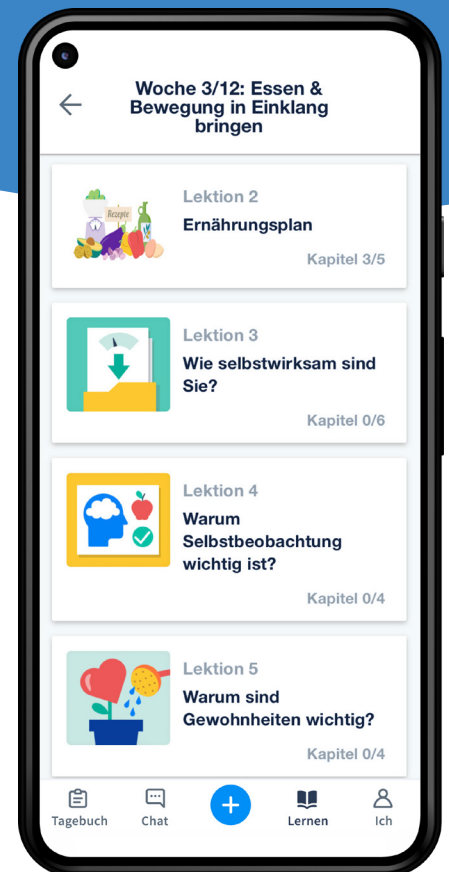 Woche 3/12: Essen &
Bewegung in Einklang
bringen
Lektion 2
Rezepte
Ernährungsplan
Kapitel 3/5
Lektion 3
Wie selbstwirksam sind
Sie?
Kapitel 0/6
Lektion 4
Warum
Selbstbeobachtung
wichtig ist?
Kapitel 0/4
Lektion 5
Warum sind
Gewohnheiten wichtig?
Kapitel 0/4
Tagebuch
Chat
Lernen
Ich